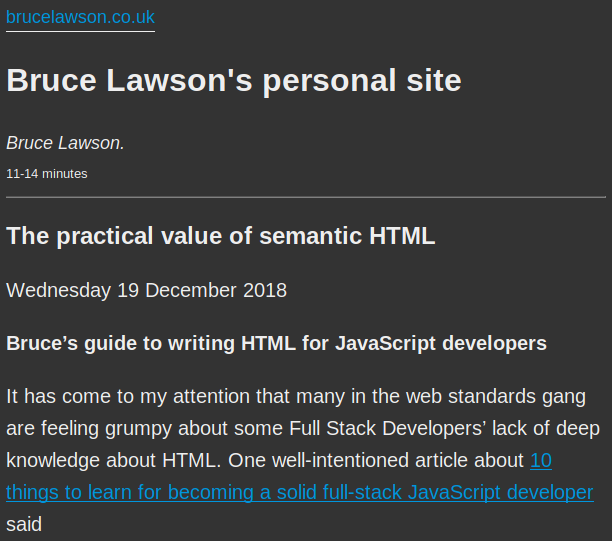 brucelawson.co.uk
Bruce Lawson's personal site
Bruce Lawson.
11-14 minutes
The practical value of semantic HTML
Wednesday 19 December 2018
Bruce’s guide to writing HTML for JavaScript developers
It has come to my attention that many in the web standards gang
are feeling grumpy about some Full Stack Developers’ lack of deep
knowledge about HTML. One well-intentioned article about 10
things to learn for becoming a solid full-stack JavaScript developer
said